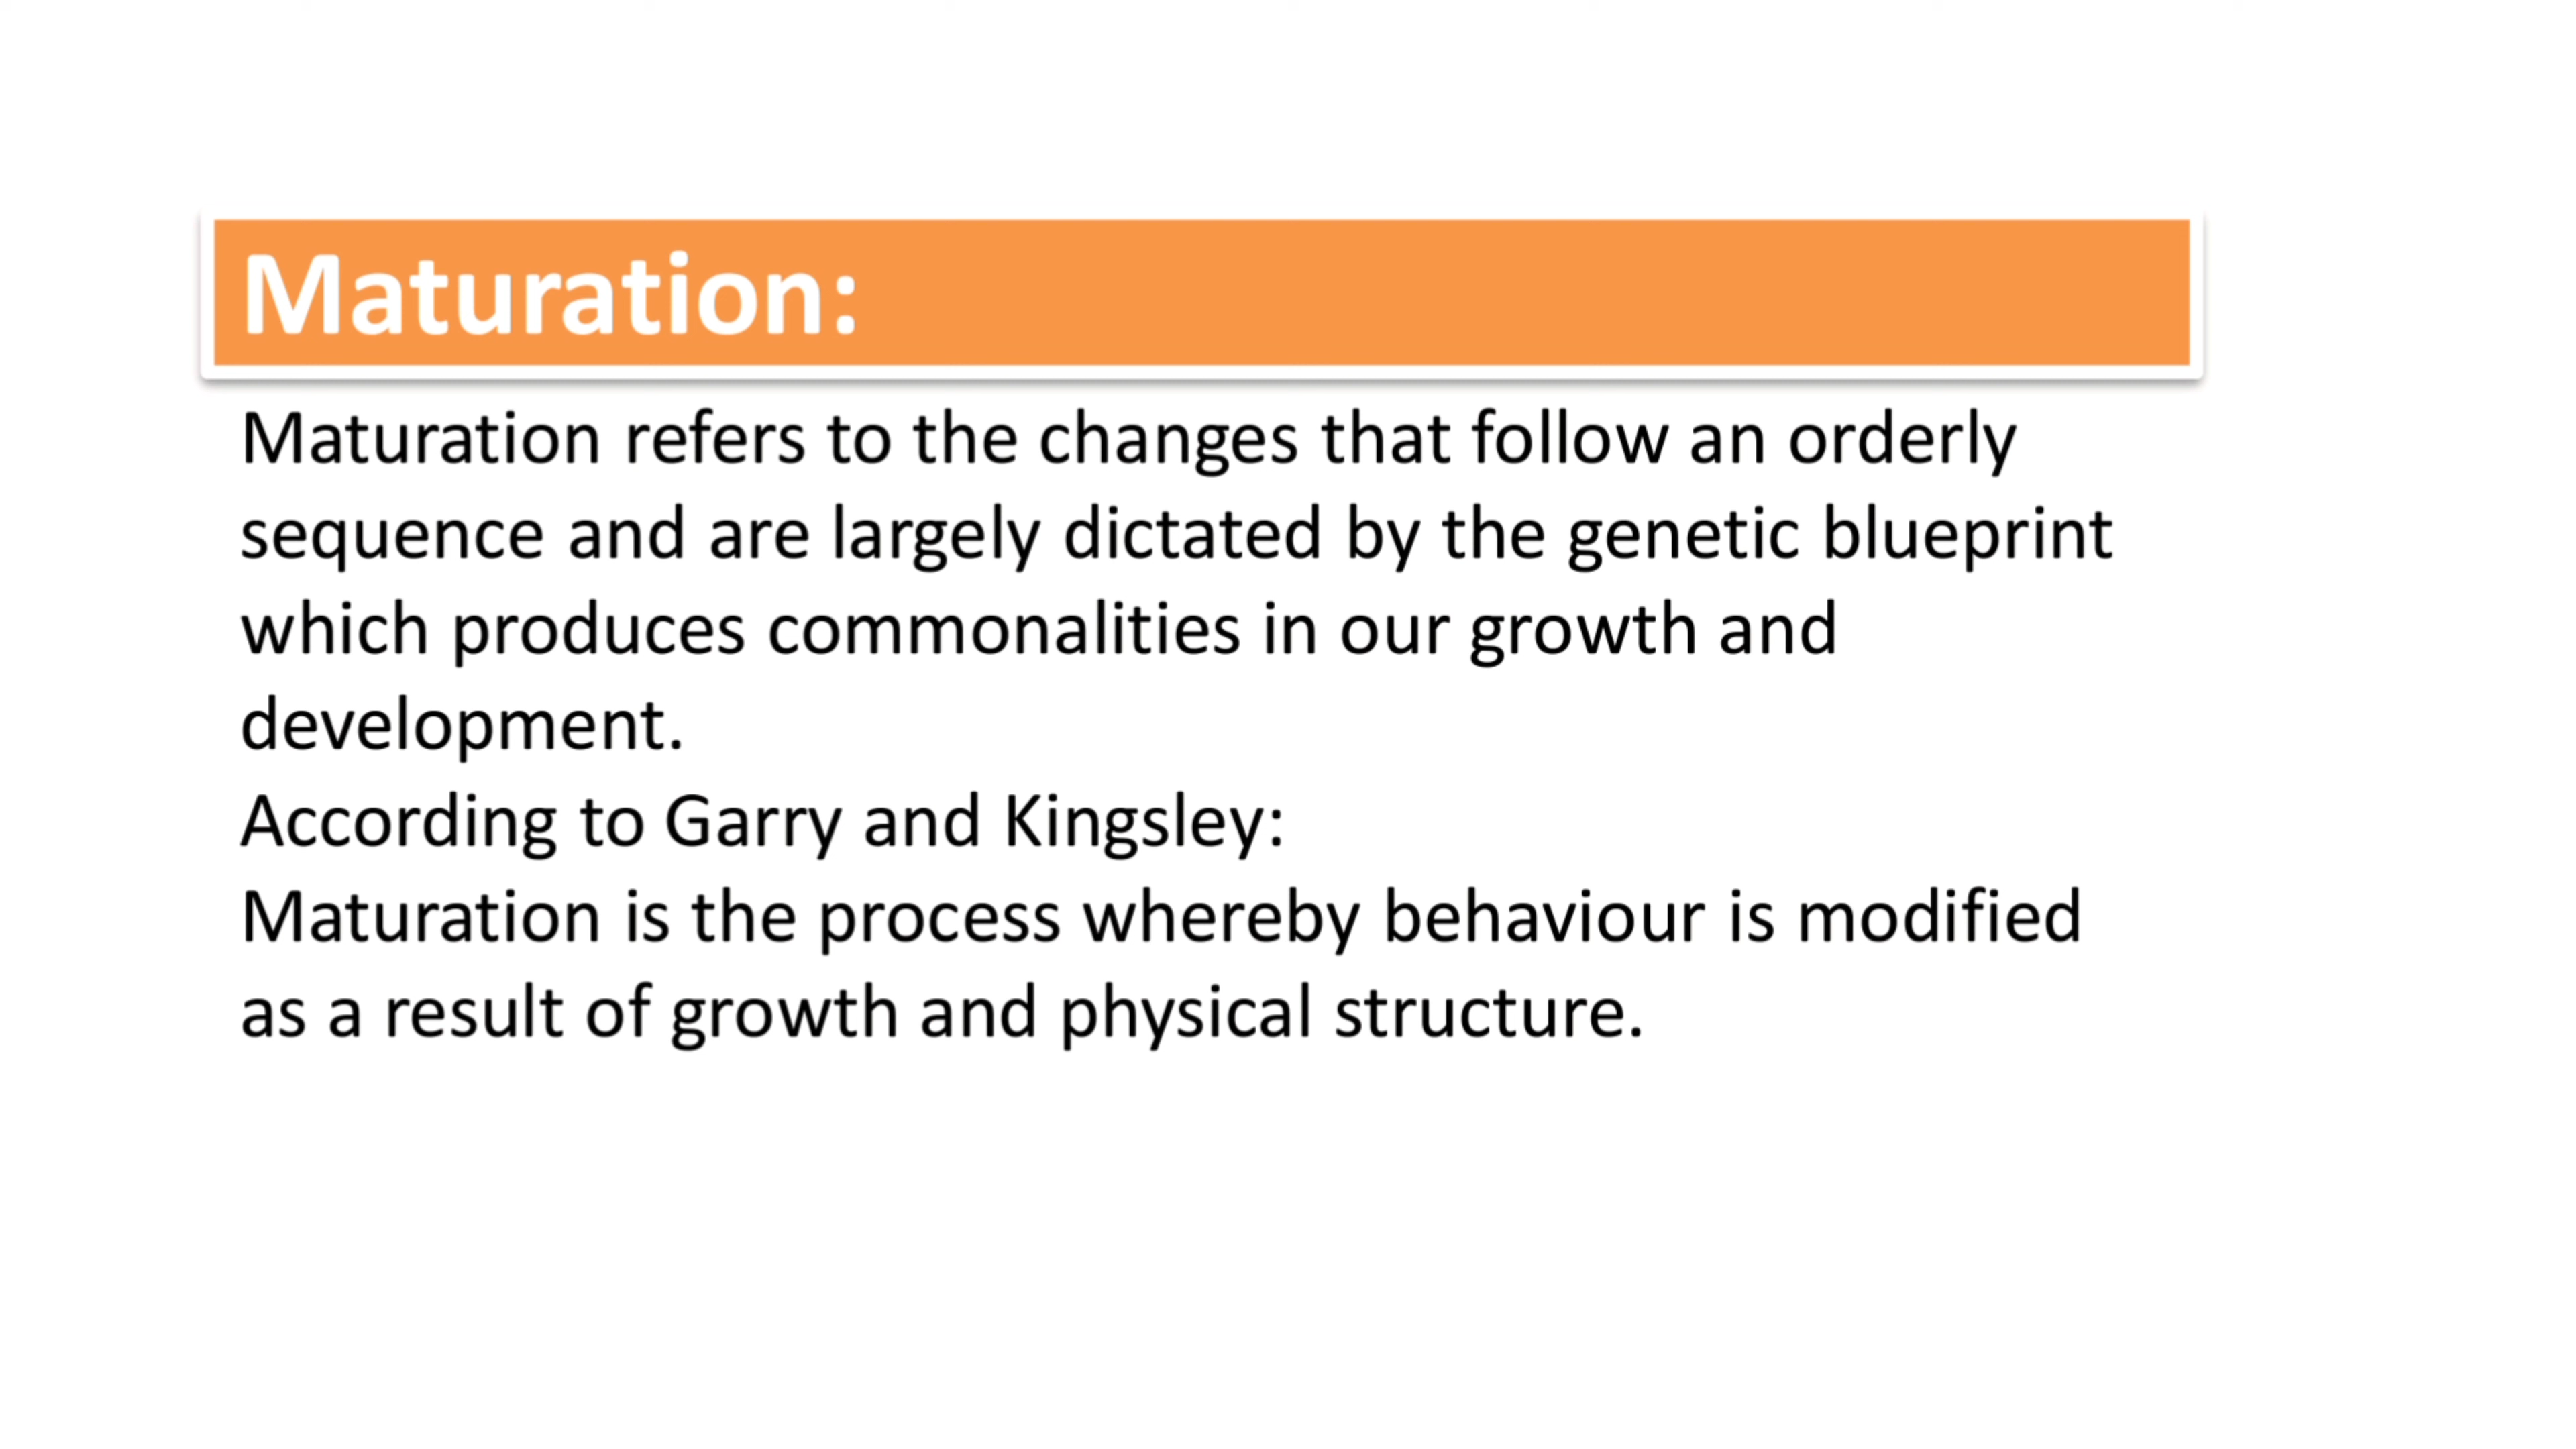 Maturation:
Maturation refers to the changes that follow an orderly
sequence and are largely dictated by the genetic blueprint
which produces commonalities in our growth and
development.
According to Garry and Kingsley:
Maturation is the process whereby behaviour is modified
as a result of growth and physical structure.